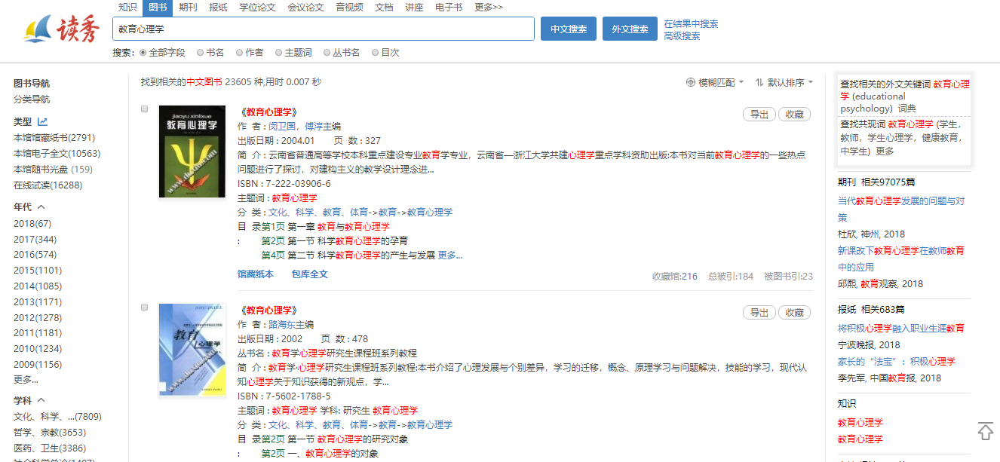 知识 图书 期刊 报纸 学位论文 会议论文 音视频 文档 讲座 电子书 更多>>
读秀
教育心理学
中文搜索
外文搜索
在结果中搜索
高级搜索
搜索: 全部字段 书名 作者 主题词 丛书名 目次
图书导航
分类导航
类型
本馆馆藏纸书(2791)
本馆电子全文(10563)
本馆随书光盘 (159)
在线试读(16288)
年代
2018(67)
2017(344)
2016(574)
2015(1101)
2014(1085)
2013(1171)
2012(1278)
2011(1181)
2010(1234)
2009(1156)
更多...
学科
文化、科学、...(7809)
哲学、宗教(3653)
医药、卫生(3386)
找到相关的中文图书 23605 种,用时 0.007 秒
模糊匹配 默认排序
jiaoyu xinlixue
教育心理学
www.duxiu.com
《教育心理学》
导出 收藏
作 者 : 闵卫国，傅淳主编
出版日期 : 2004.01 页 数 : 327
简 介 : 云南省普通高等学校本科重点建设专业教育学专业，云南省—浙江大学共建心理学重点学科资助出版:本书对当前教育心理学的一些热点
问题进行了探讨，对建构主义的教学设计理念进...
ISBN : 7-222-03906-6
主题词 : 教育心理学
分 类 : 文化、科学、教育、体育->教育->教育心理学
目 录第1页 第一章 教育与教育心理学
: 第2页 第一节 科学教育心理学的孕育
第4页 第二节 科学教育心理学的产生与发展 更多...
馆藏纸本 包库全文
收藏馆:216 总被引:184 被图书引:23
教育
心理学
www.duxiu.com
《教育心理学》
导出 收藏
作 者 : 路海东主编
出版日期 : 2002 页 数 : 478
丛书名 : 教育学心理学研究生课程班系列教程
简 介 : 教育学·心理学研究生课程班系列教程:本书介绍了心理发展与个别差异，学习的迁移，概念、原理学习与问题解决，技能的学习，现代认
知心理学关于知识获得的新观点，学...
ISBN : 7-5602-1788-5
主题词 : 教育心理学 学科: 研究生 教育心理学
分 类 : 文化、科学、教育、体育->教育->教育心理学
目 录第2页 第一节 教育心理学的研究对象
: 第2页 一、教育心理学的对象
查找相关的外文关键词 教育心理
学 (educational
psychology) 词典
查找共现词 教育心理学 (学生，
教师，学生心理学，健康教育，
中学生) 更多
期刊 相关97075篇
当代教育心理学发展的问题与对
策
杜欣, 神州, 2018
新课改下教育心理学在教师教育
中的应用
邱熙, 教育观察, 2018
报纸 相关683篇
将积极心理学融入职业生涯教育
宁波晚报, 2018
家长的“法宝”：积极心理学
李先军, 中国教育报, 2018
知识
教育心理学
教育心理学